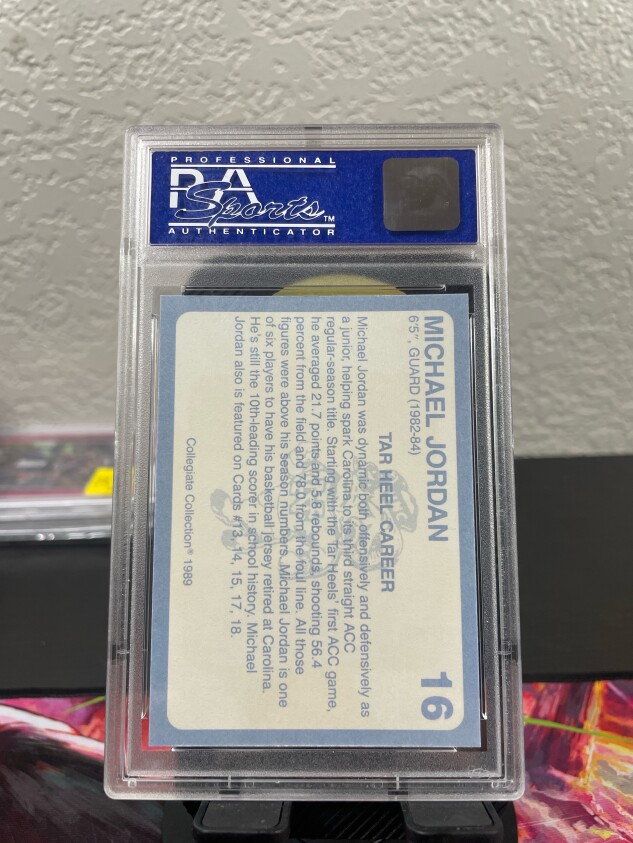 PROFESSIONAL
PSA
Sports™
AUTHENTICATOR
MICHAEL JORDAN
16
6'5", GUARD (1982-84)
TAR HEEL CAREER
Michael Jordan was dynamic both offensively and defensively as
a junior, helping spark Carolina to its third straight ACC
regular-season title. Starting with the Tar Heels' first ACC game,
he averaged 21.7 points and 5.8 rebounds, shooting 56.4
percent from the field and 78.0 from the foul line. All those
figures were above his season numbers. Michael Jordan is one
of six players to have his basketball jersey retired at Carolina.
He's still the 10th-leading scorer in school history. Michael
Jordan also is featured on Cards #13, 14, 15, 17, 18.
Collegiate Collection® 1989